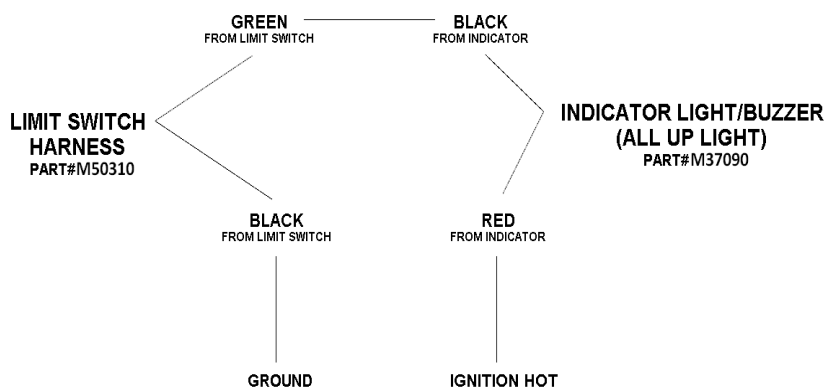 GREEN
FROM LIMIT SWITCH
BLACK
FROM INDICATOR
LIMIT SWITCH
HARNESS
PART#M50310
INDICATOR LIGHT/BUZZER
(ALL UP LIGHT)
PART#M37090
BLACK
FROM LIMIT SWITCH
RED
FROM INDICATOR
GROUND
IGNITION HOT